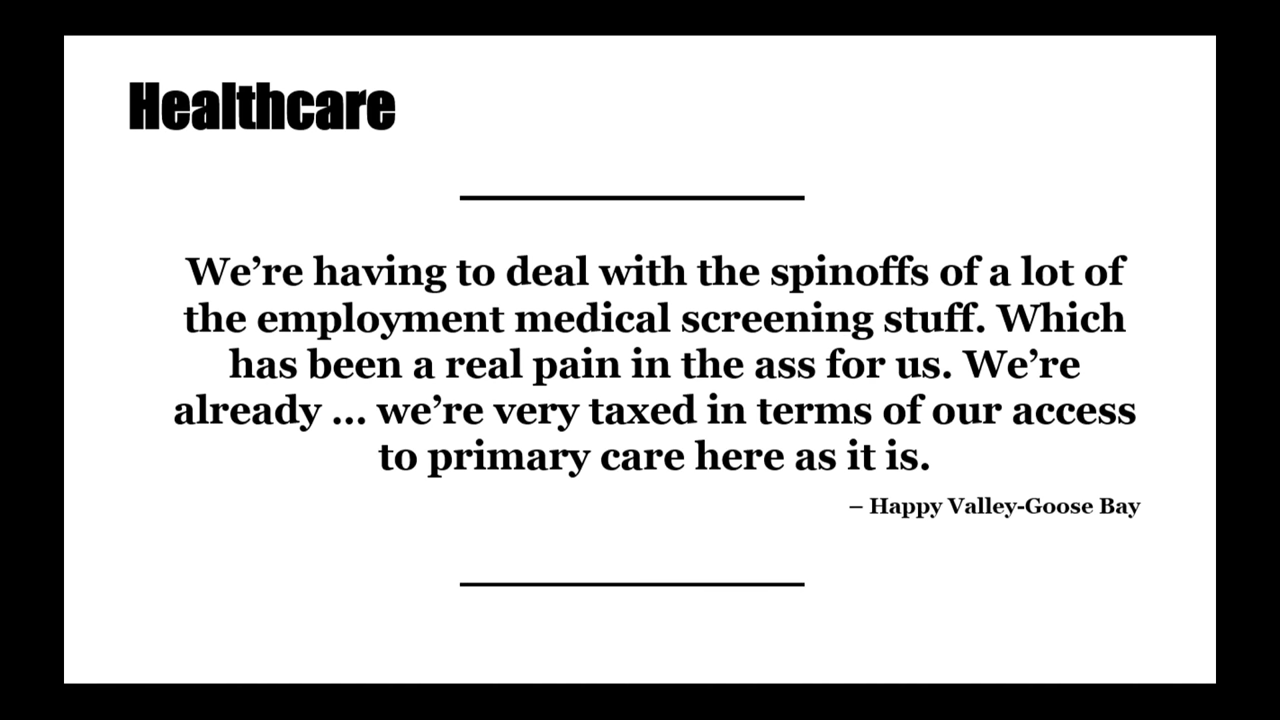 Healthcare
We’re having to deal with the spinoffs of a lot of
the employment medical screening stuff. Which
has been a real pain in the ass for us. We’re
already ... we’re very taxed in terms of our access
to primary care here as it is.
– Happy Valley-Goose Bay